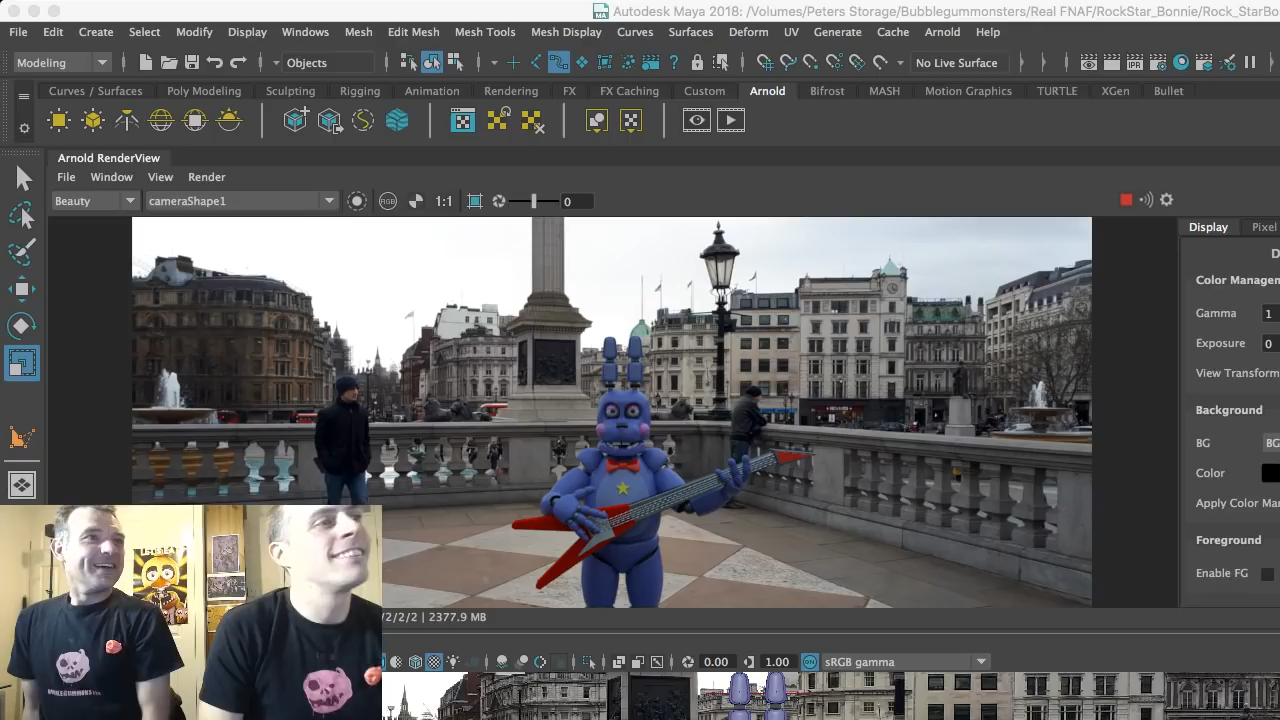 Autodesk Maya 2018: /Volumes/Peters Storage/Bubblegummonsters/Real FNAF/RockStar_Bonnie/Rock_StarBo
File Edit Create Select Modify Display Windows Mesh Edit Mesh Mesh Tools Mesh Display Curves Surfaces Deform UV Generate Cache Arnold Help
Modeling Objects No Live Surface
Curves / Surfaces Poly Modeling Sculpting Rigging Animation Rendering FX FX Caching Custom Arnold Bifrost MASH Motion Graphics TURTLE XGen Bullet
Arnold RenderView
File Window View Render
Beauty cameraShape1 RGB 1:1 0
Display Pixel
D
Color Managem
Gamma 1
Exposure 0
View Transform
Background
BG BG
Color
Apply Color Mar
Foreground
Enable FG
/2/2/2 | 2377.9 MB
LET'S EAT
0.00 1.00 sRGB gamma